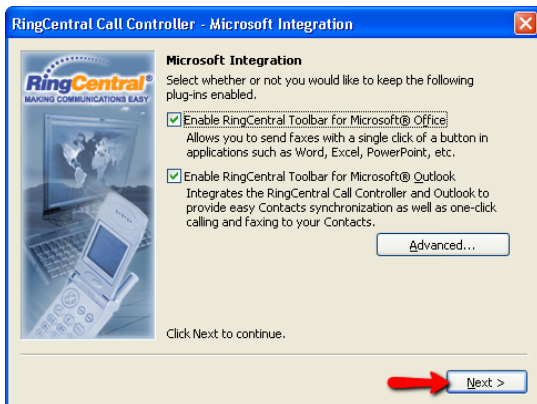 RingCentral Call Controller - Microsoft Integration
RingCentral®
MAKING COMMUNICATIONS EASY
Microsoft Integration
Select whether or not you would like to keep the following
plug-ins enabled.
Enable RingCentral Toolbar for Microsoft® Office
Allows you to send faxes with a single click of a button in
applications such as Word, Excel, PowerPoint, etc.
Enable RingCentral Toolbar for Microsoft® Outlook
Integrates the RingCentral Call Controller and Outlook to
provide easy Contacts synchronization as well as one-click
calling and faxing to your Contacts.
Advanced...
Click Next to continue.
Next >